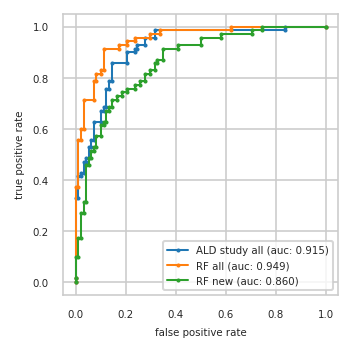 1.0
0.8
0.6
0.4
0.2
0.0
true positive rate
ALD study all (auc: 0.915)
RF all (auc: 0.949)
RF new (auc: 0.860)
0.0 0.2 0.4 0.6 0.8 1.0
false positive rate